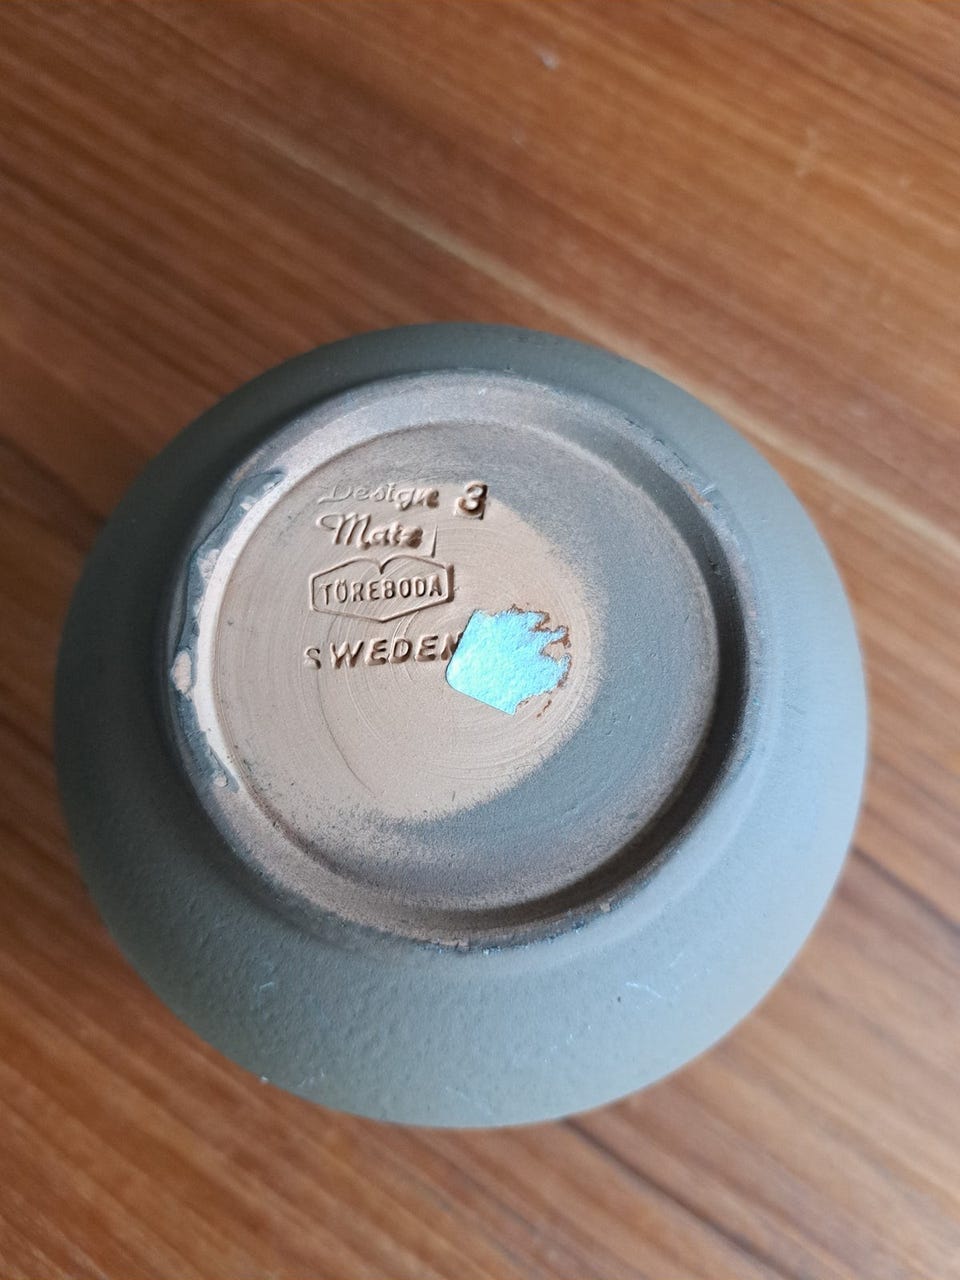 Design 3
Mats
TÖREBODA
SWEDEN